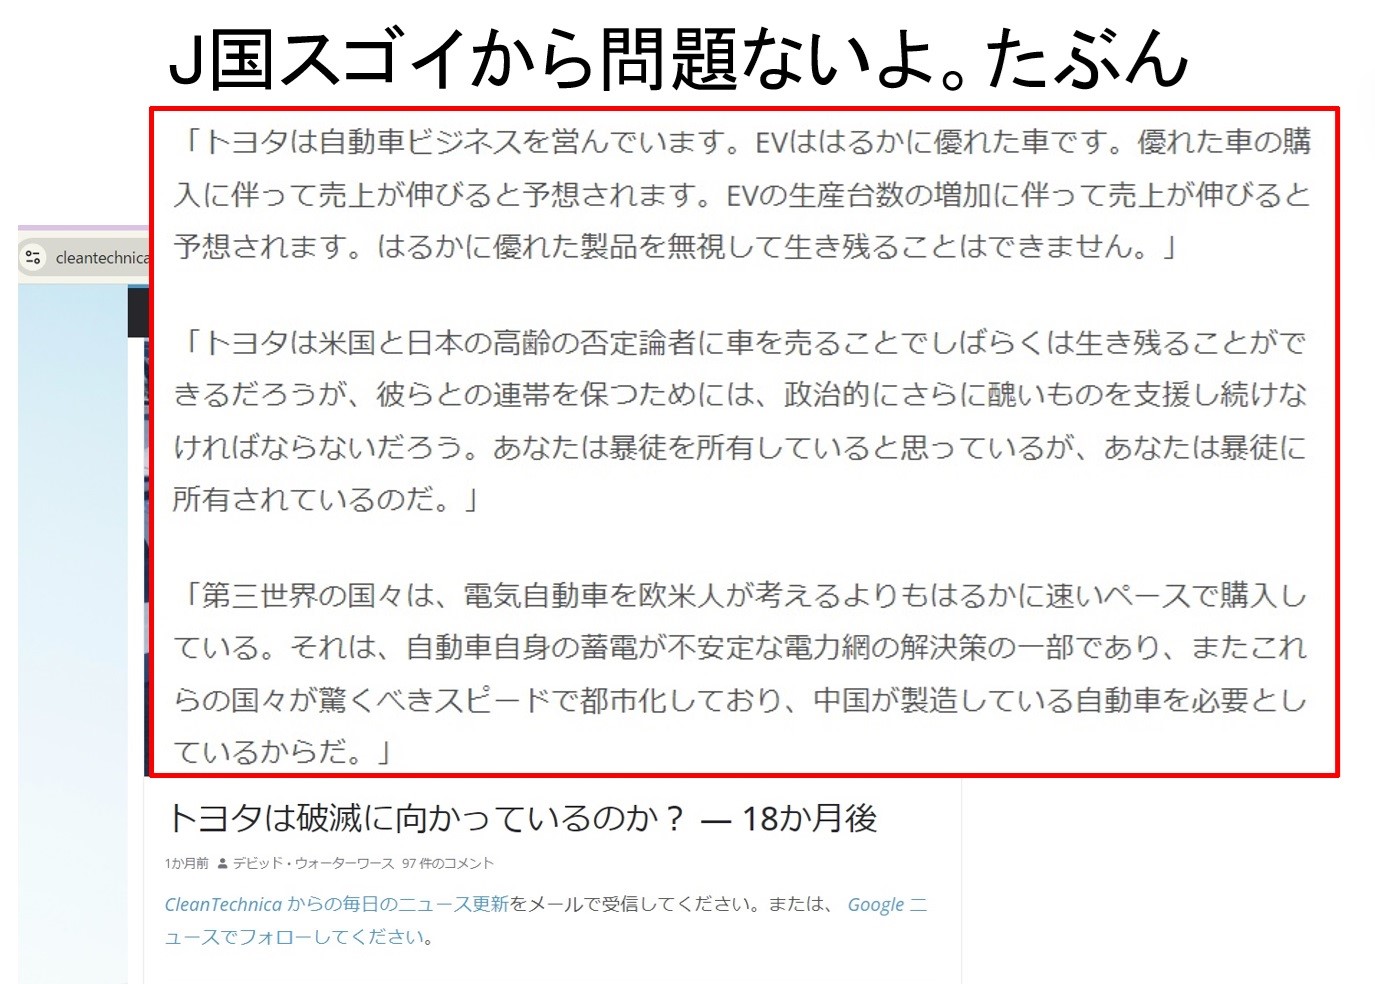 J国スゴイから問題ないよ。たぶん
「トヨタは自動車ビジネスを営んでいます。EVははるかに優れた車です。優れた車の購
入に伴って売上が伸びると予想されます。EVの生産台数の増加に伴って売上が伸びると
予想されます。はるかに優れた製品を無視して生き残ることはできません。」
「トヨタは米国と日本の高齢の否定論者に車を売ることでしばらくは生き残ることがで
きるだろうが、彼らとの連帯を保つためには、政治的にさらに醜いものを支援し続けな
ければならないだろう。あなたは暴徒を所有していると思っているが、あなたは暴徒に
所有されているのだ。」
「第三世界の国々は、電気自動車を欧米人が考えるよりもはるかに速いペースで購入し
ている。それは、自動車自身の蓄電が不安定な電力網の解決策の一部であり、またこれ
らの国々が驚くべきスピードで都市化しており、中国が製造している自動車を必要とし
ているからだ。」
cleantechnica
トヨタは破滅に向かっているのか？ — 18か月後
1か月前 デビッド・ウォーターワース 97 件のコメント
CleanTechnica からの毎日のニュース更新をメールで受信してください。または、 Google ニ
ュースでフォローしてください。